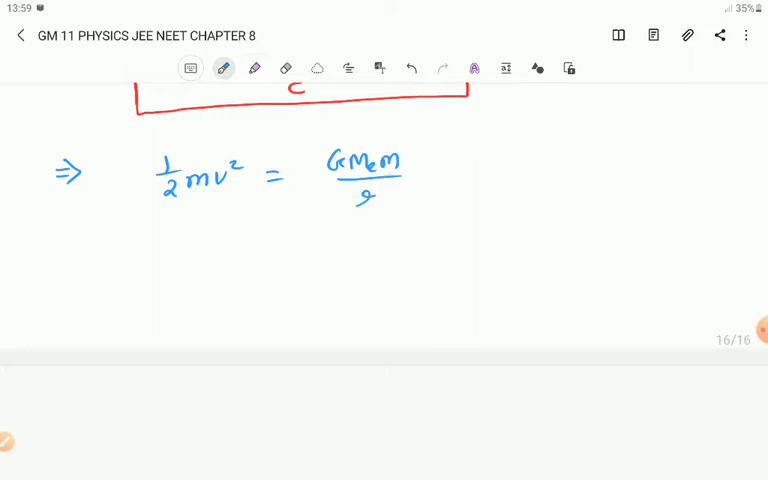 13:59
35%
GM 11 PHYSICS JEE NEET CHAPTER 8
c
⇒ 1/2 mv² = GMem/r
16/16